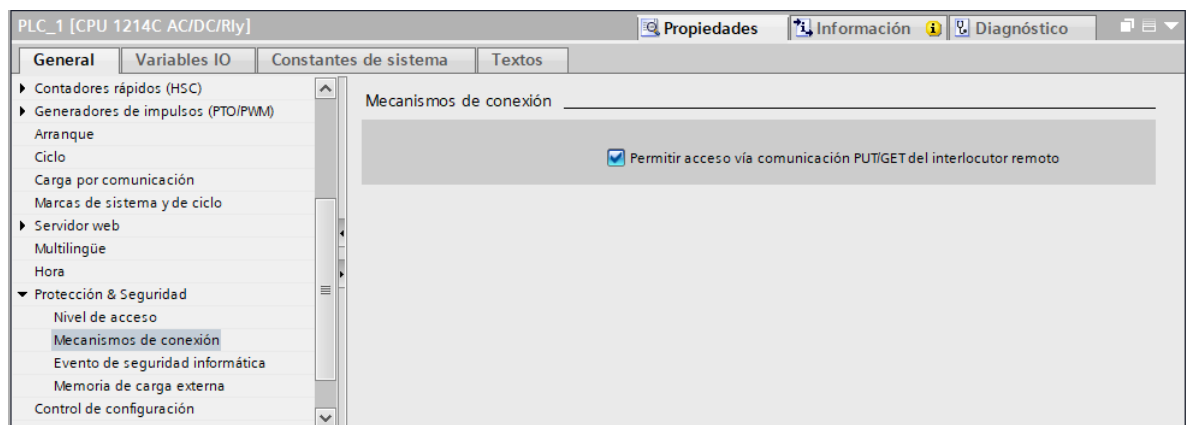 PLC_1 [CPU 1214C AC/DC/Rly]
Propiedades
Información
Diagnóstico
General
Variables IO
Constantes de sistema
Textos
Contadores rápidos (HSC)
Generadores de impulsos (PTO/PWM)
Arranque
Ciclo
Carga por comunicación
Marcas de sistema y de ciclo
Servidor web
Multilingüe
Hora
Protección & Seguridad
Nivel de acceso
Mecanismos de conexión
Evento de seguridad informática
Memoria de carga externa
Control de configuración
Mecanismos de conexión
Permitir acceso vía comunicación PUT/GET del interlocutor remoto